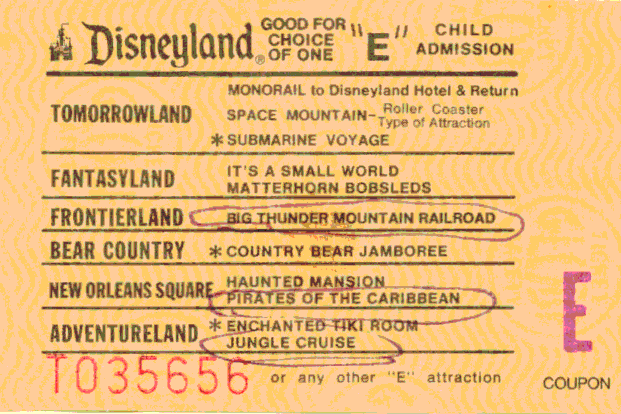 Disneyland® GOOD FOR CHOICE OF ONE "E" CHILD ADMISSION
MONORAIL to Disneyland Hotel & Return
TOMORROWLAND SPACE MOUNTAIN- Roller Coaster Type of Attraction
* SUBMARINE VOYAGE
FANTASYLAND IT'S A SMALL WORLD
MATTERHORN BOBSLEDS
FRONTIERLAND BIG THUNDER MOUNTAIN RAILROAD
BEAR COUNTRY * COUNTRY BEAR JAMBOREE
NEW ORLEANS SQUARE HAUNTED MANSION
PIRATES OF THE CARIBBEAN
ADVENTURELAND * ENCHANTED TIKI ROOM
JUNGLE CRUISE
T035656 or any other "E" attraction
E
COUPON